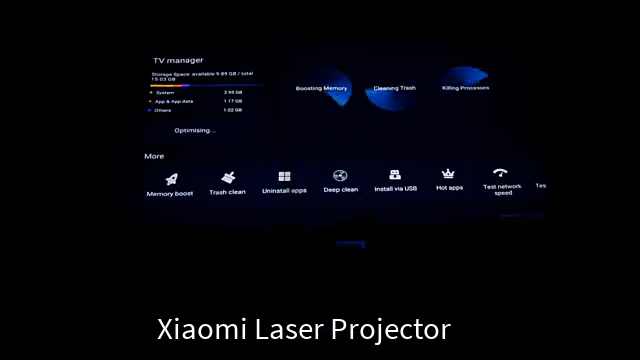 TV manager
Storage Space: available 9.89 GB / total
15.03 GB
System 2.95 GB
App & App data 1.17 GB
Others 1.02 GB
Optimising...
Boosting Memory
Cleaning Trash
Killing Processes
More
Memory boost
Trash clean
Uninstall apps
Deep clean
Install via USB
Hot apps
Test network
speed
Tes
Xiaomi Laser Projector